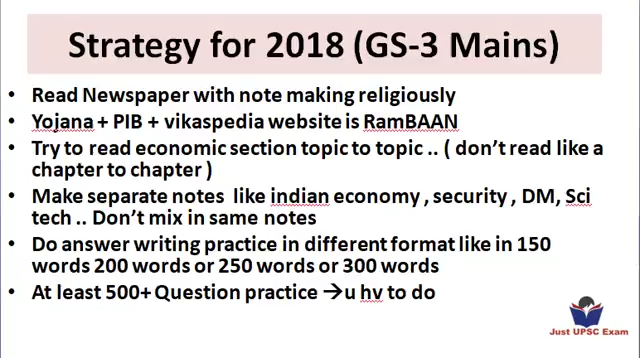 Strategy for 2018 (GS-3 Mains)
• Read Newspaper with note making religiously
• Yojana + PIB + vikaspedia website is RamBAAN
• Try to read economic section topic to topic .. ( don't read like a
chapter to chapter )
• Make separate notes like indian economy , security , DM, Sci
tech .. Don't mix in same notes
• Do answer writing practice in different format like in 150
words 200 words or 250 words or 300 words
• At least 500+ Question practice →u hv to do
Just UPSC Exam